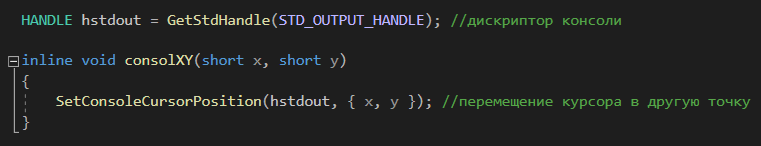 HANDLE hstdout = GetStdHandle(STD_OUTPUT_HANDLE); //дискриптор консоли
inline void consolXY(short x, short y)
{
SetConsoleCursorPosition(hstdout, { x, y }); //перемещение курсора в другую точку
}